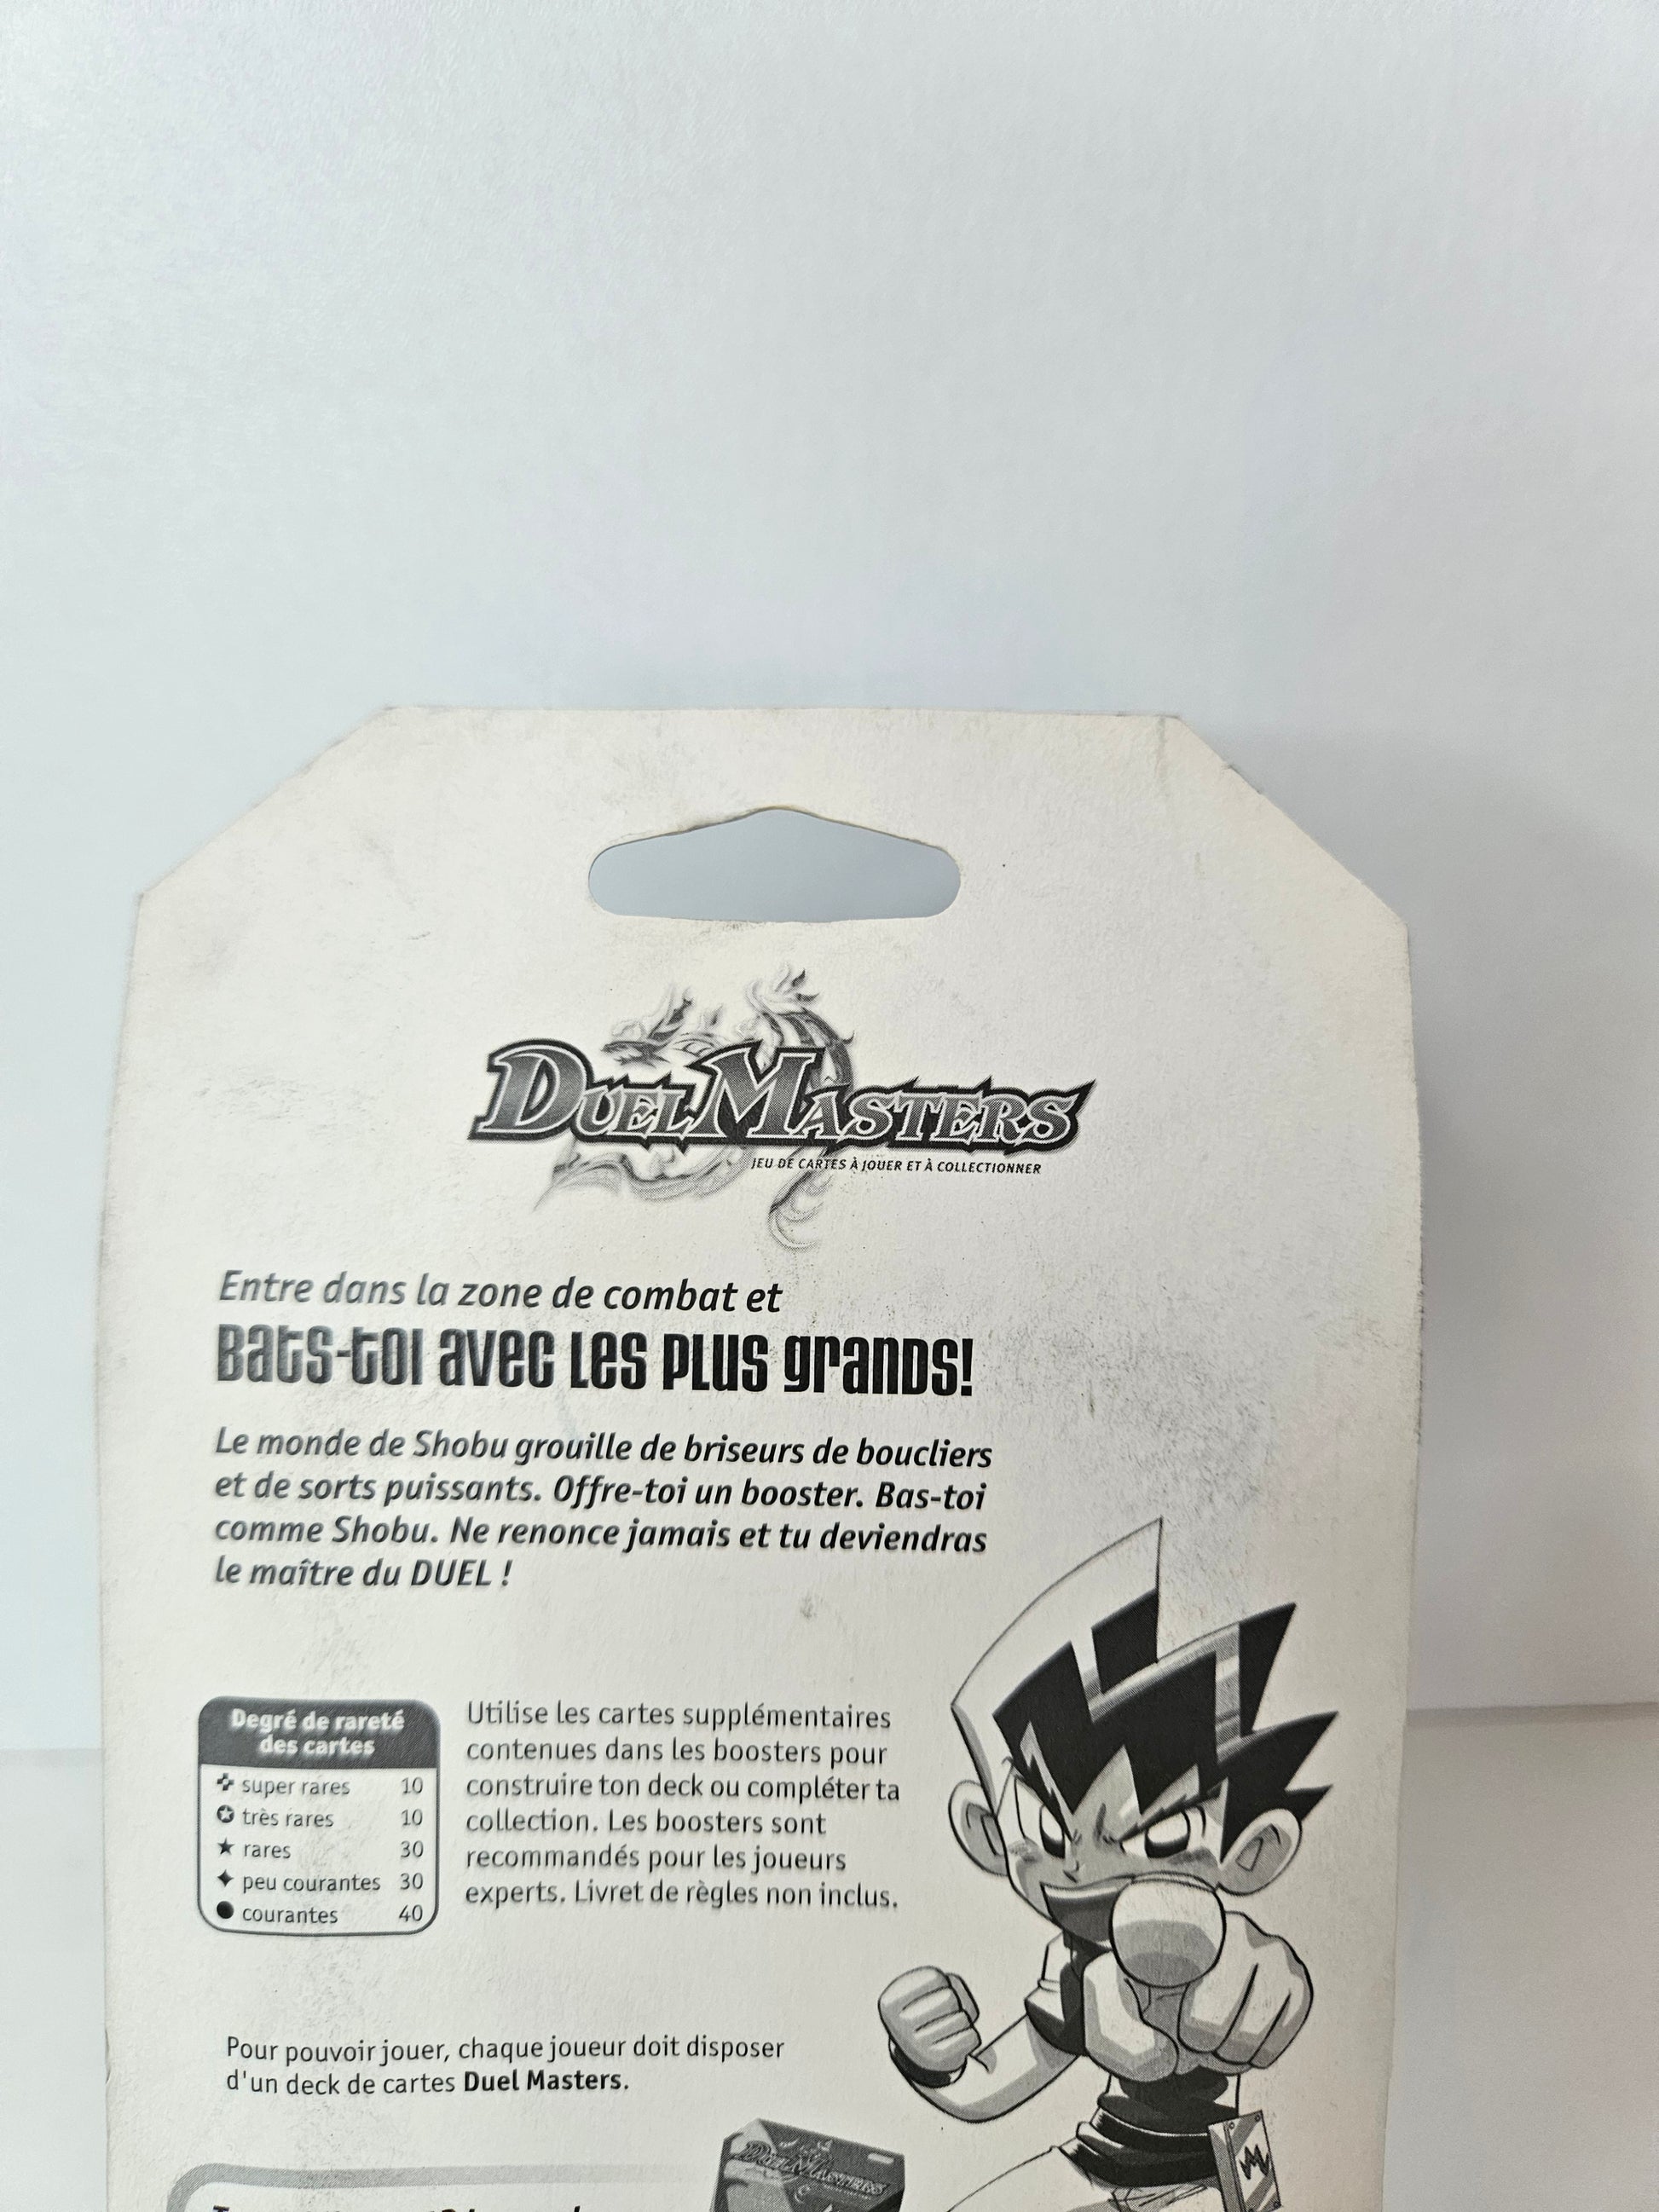 DUEL MASTERS
JEU DE CARTES À JOUER ET À COLLECTIONNER
Entre dans la zone de combat et
Bats-toi avec les plus grands!
Le monde de Shobu grouille de briseurs de boucliers
et de sorts puissants. Offre-toi un booster. Bas-toi
comme Shobu. Ne renonce jamais et tu deviendras
le maître du DUEL !
Degré de rareté
des cartes
super rares 10
très rares 10
rares 30
peu courantes 30
courantes 40
Utilise les cartes supplémentaires
contenues dans les boosters pour
construire ton deck ou compléter ta
collection. Les boosters sont
recommandés pour les joueurs
experts. Livret de règles non inclus.
Pour pouvoir jouer, chaque joueur doit disposer
d'un deck de cartes Duel Masters.
DUEL MASTERS